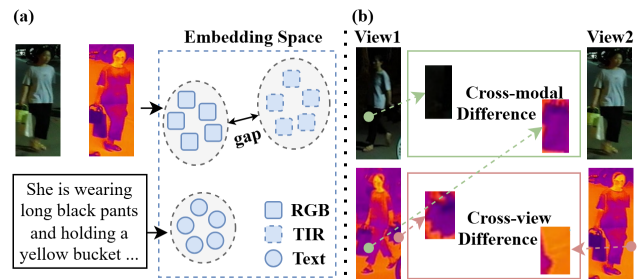 (a)
Embedding Space
gap
She is wearing
long black pants
and holding a
yellow bucket ...
RGB
TIR
Text
(b)
View1
View2
Cross-modal
Difference
Cross-view
Difference